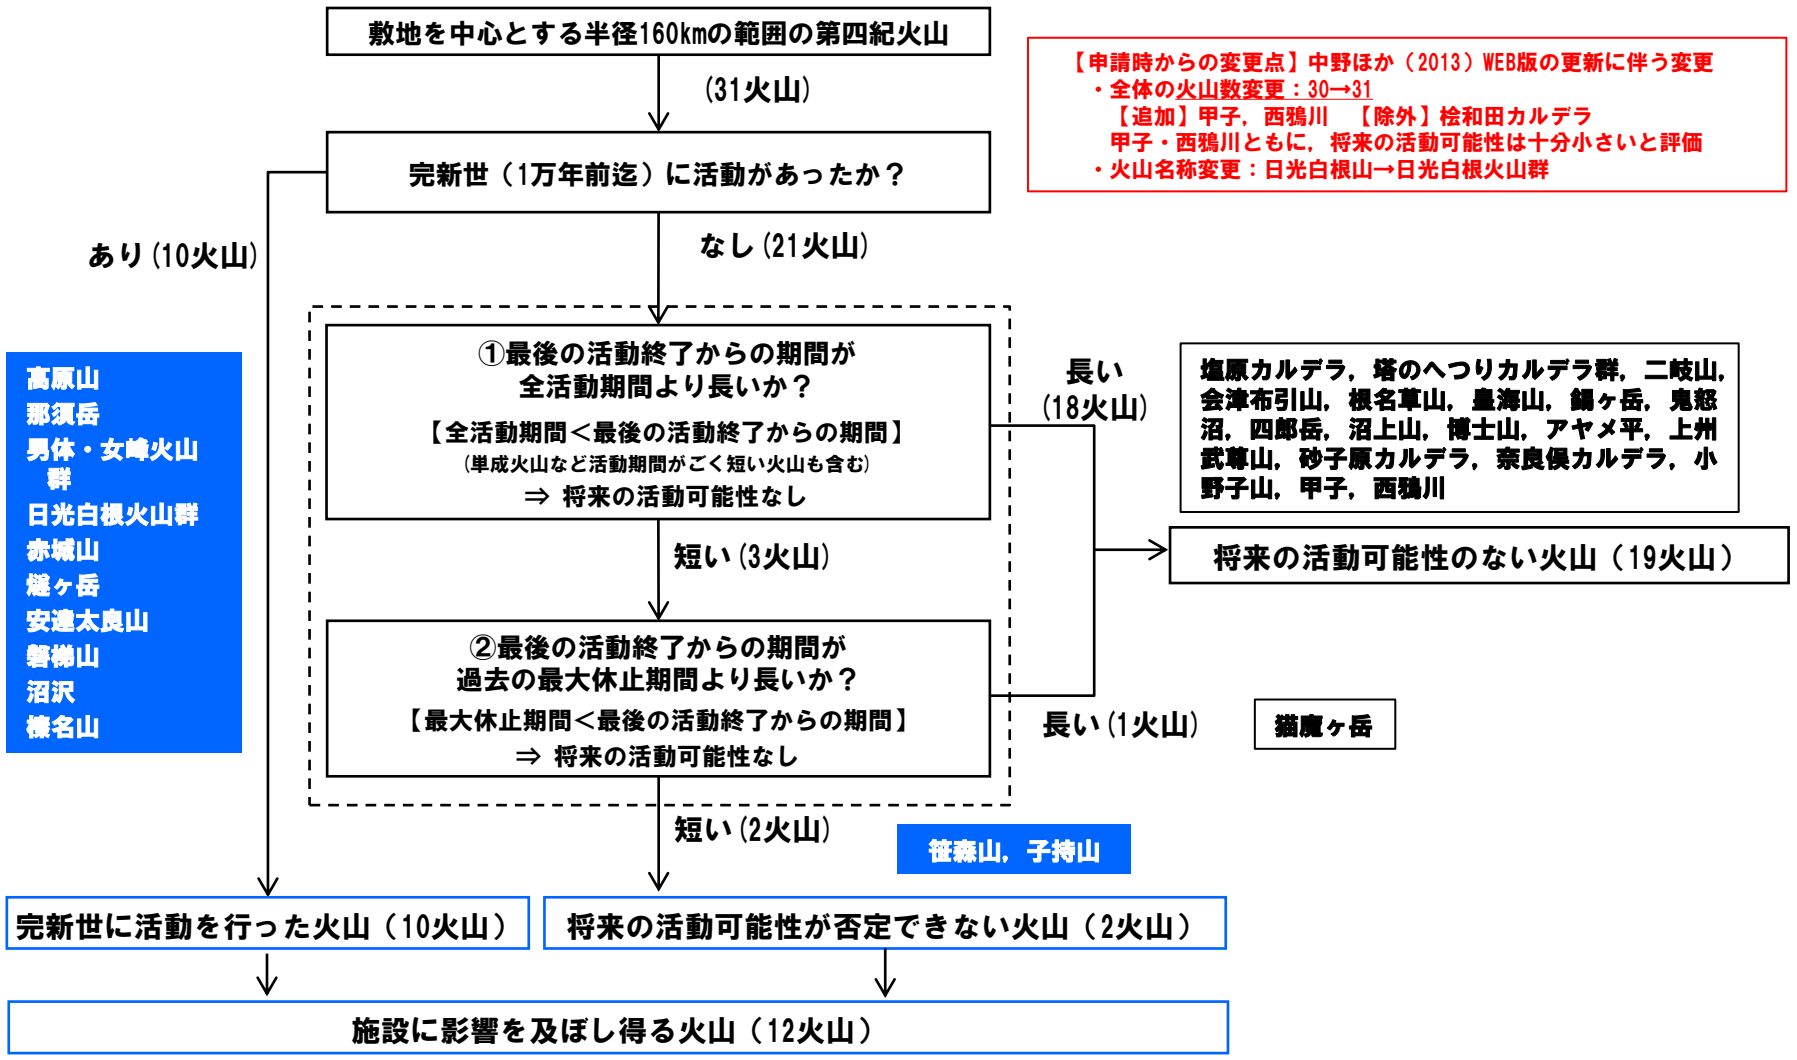 敷地を中心とする半径160kmの範囲の第四紀火山
(31火山)
【申請時からの変更点】中野ほか（2013）WEB版の更新に伴う変更
・全体の火山数変更：30→31
【追加】甲子，西鴉川　【除外】桧和田カルデラ
甲子・西鴉川ともに，将来の活動可能性は十分小さいと評価
・火山名称変更：日光白根山→日光白根火山群
完新世（1万年前迄）に活動があったか？
あり(10火山)
なし(21火山)
高原山
那須岳
男体・女峰火山
群
日光白根火山群
赤城山
燧ヶ岳
安達太良山
磐梯山
沼沢
榛名山
①最後の活動終了からの期間が
全活動期間より長いか？
【全活動期間＜最後の活動終了からの期間】
(単成火山など活動期間がごく短い火山も含む)
⇒ 将来の活動可能性なし
長い
(18火山)
塩原カルデラ，塔のへつりカルデラ群，二岐山，
会津布引山，根名草山，皇海山，錫ヶ岳，鬼怒
沼，四郎岳，沼上山，博士山，アヤメ平，上州
武尊山，砂子原カルデラ，奈良俣カルデラ，小
野子山，甲子，西鴉川
短い(3火山)
将来の活動可能性のない火山（19火山）
②最後の活動終了からの期間が
過去の最大休止期間より長いか？
【最大休止期間＜最後の活動終了からの期間】
⇒ 将来の活動可能性なし
長い(1火山)
猫魔ヶ岳
短い(2火山)
笹森山，子持山
完新世に活動を行った火山（10火山）
将来の活動可能性が否定できない火山（2火山）
施設に影響を及ぼし得る火山（12火山）